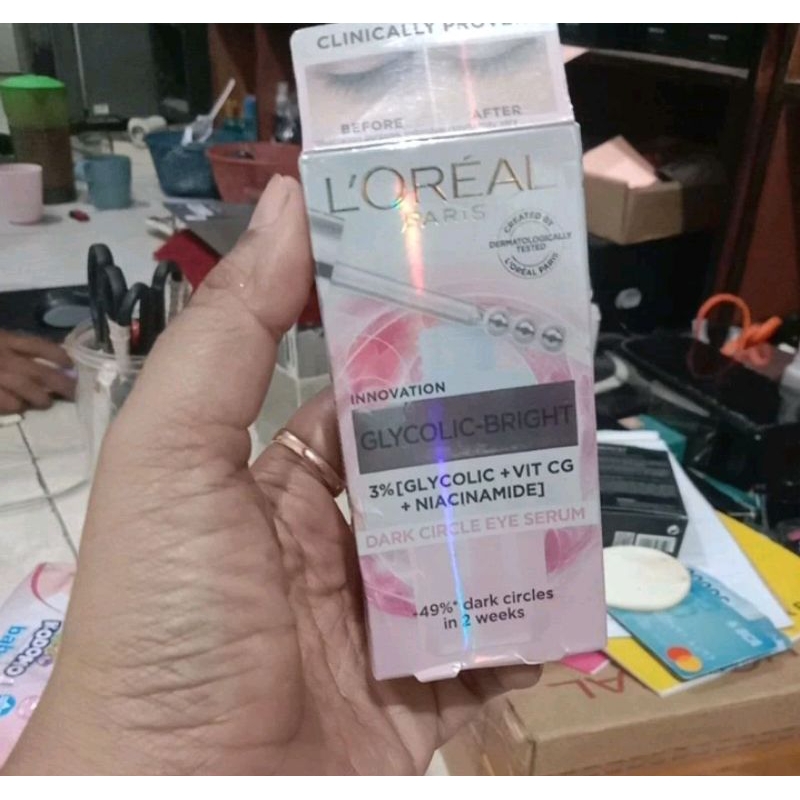 CLINICALLY PROVEN
BEFORE
AFTER
L'ORÉAL
PARIS
CREATED BY
DERMATOLOGICALLY
TESTED
L'ORÉAL PARIS
INNOVATION
GLYCOLIC-BRIGHT
3%[GLYCOLIC +VIT CG
+ NIACINAMIDE]
DARK CIRCLE EYE SERUM
-49%* dark circles
in 2 weeks